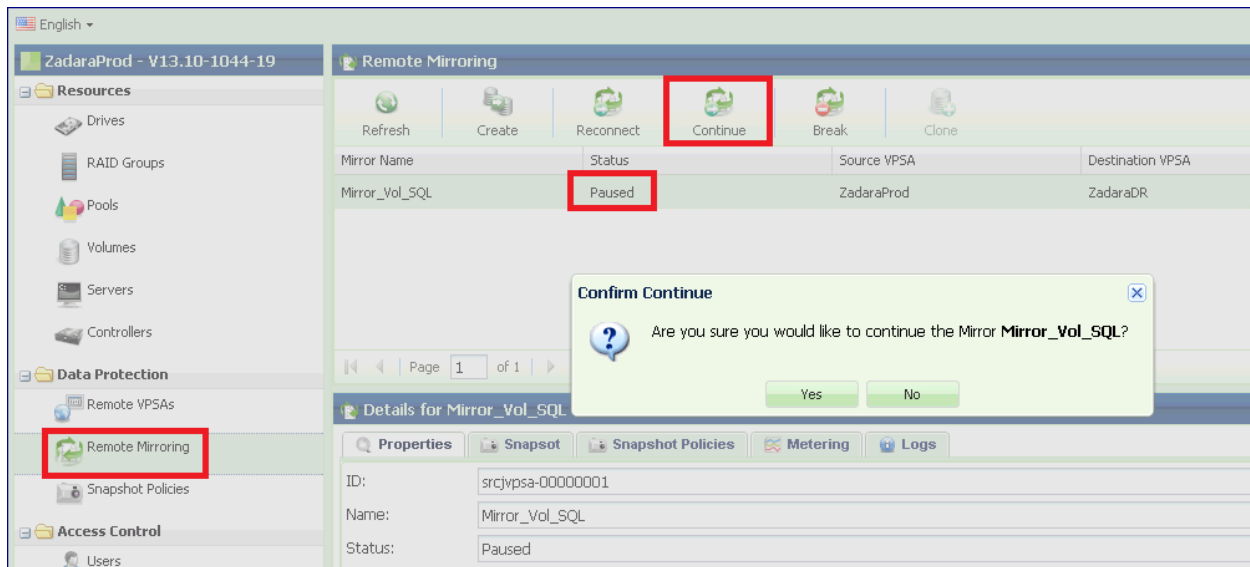 English
ZadaraProd - V13.10-1044-19
Resources
Drives
RAID Groups
Pools
Volumes
Servers
Controllers
Data Protection
Remote VPSAs
Remote Mirroring
Snapshot Policies
Access Control
Users
Remote Mirroring
Refresh Create Reconnect Continue Break Clone
Mirror Name Status Source VPSA Destination VPSA
Mirror_Vol_SQL Paused ZadaraProd ZadaraDR
Confirm Continue
Are you sure you would like to continue the Mirror Mirror_Vol_SQL?
Yes No
Page 1 of 1
Details for Mirror_Vol_SQL
Properties Snapsot Snapshot Policies Metering Logs
ID: srcjvpsa-00000001
Name: Mirror_Vol_SQL
Status: Paused